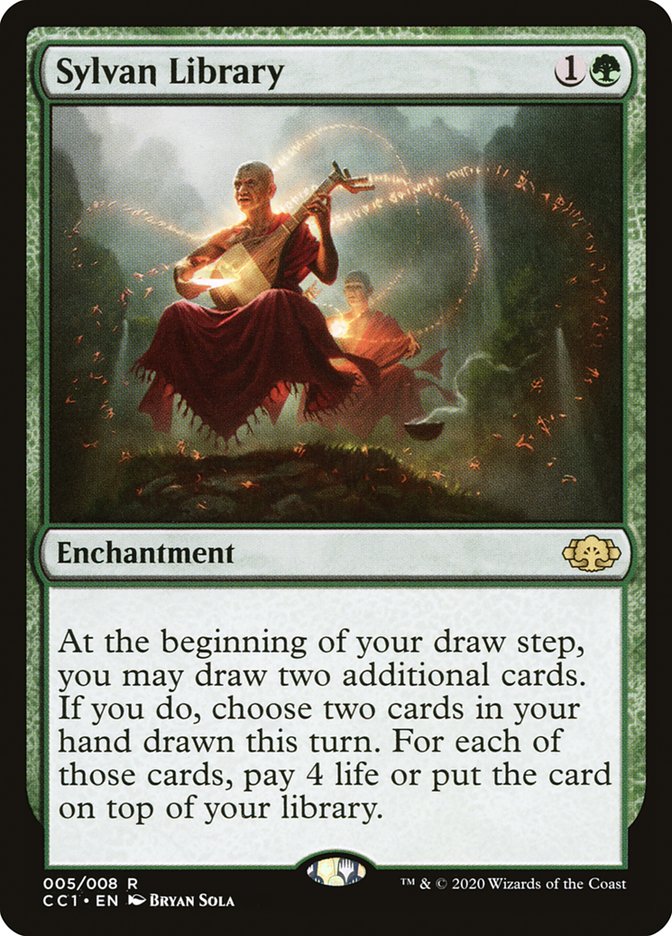 Sylvan Library 1
Enchantment
At the beginning of your draw step,
you may draw two additional cards.
If you do, choose two cards in your
hand drawn this turn. For each of
those cards, pay 4 life or put the card
on top of your library.
005/008 R
CC1 • EN Bryan Sola
™ & © 2020 Wizards of the Coast